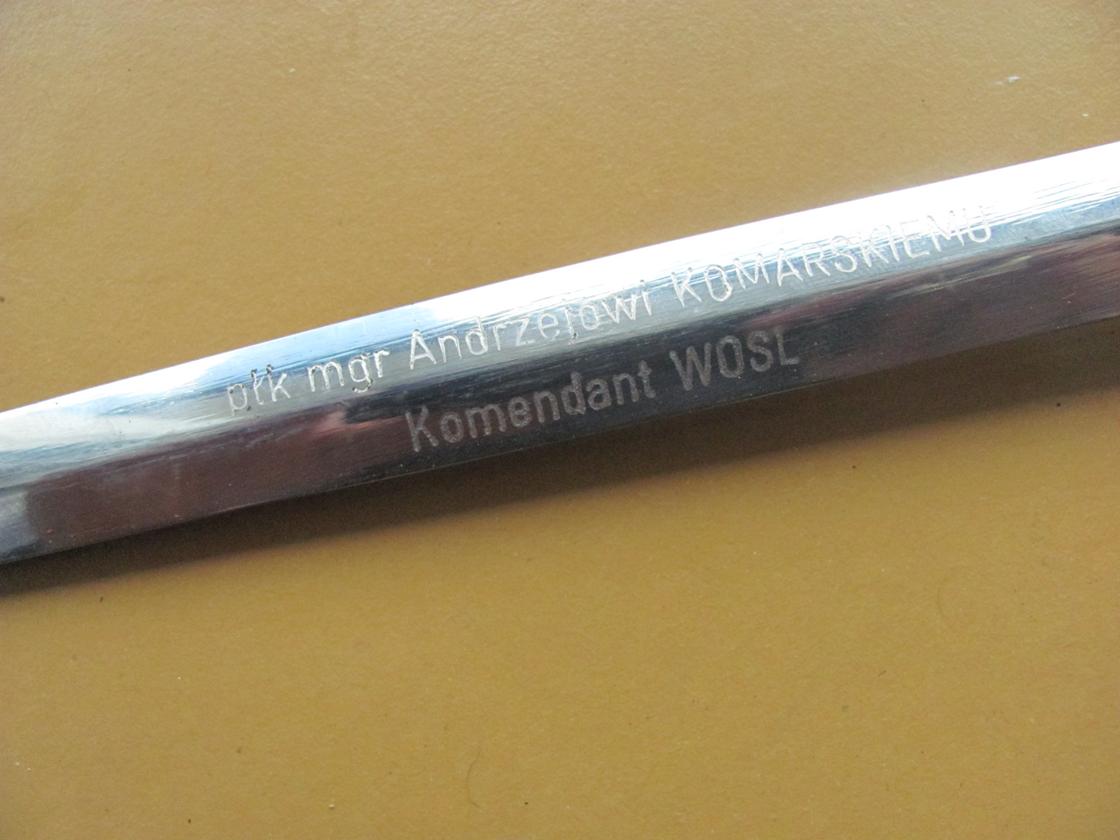 płk mgr Andrzejowi KOMARSKIEMU
Komendant WOSL